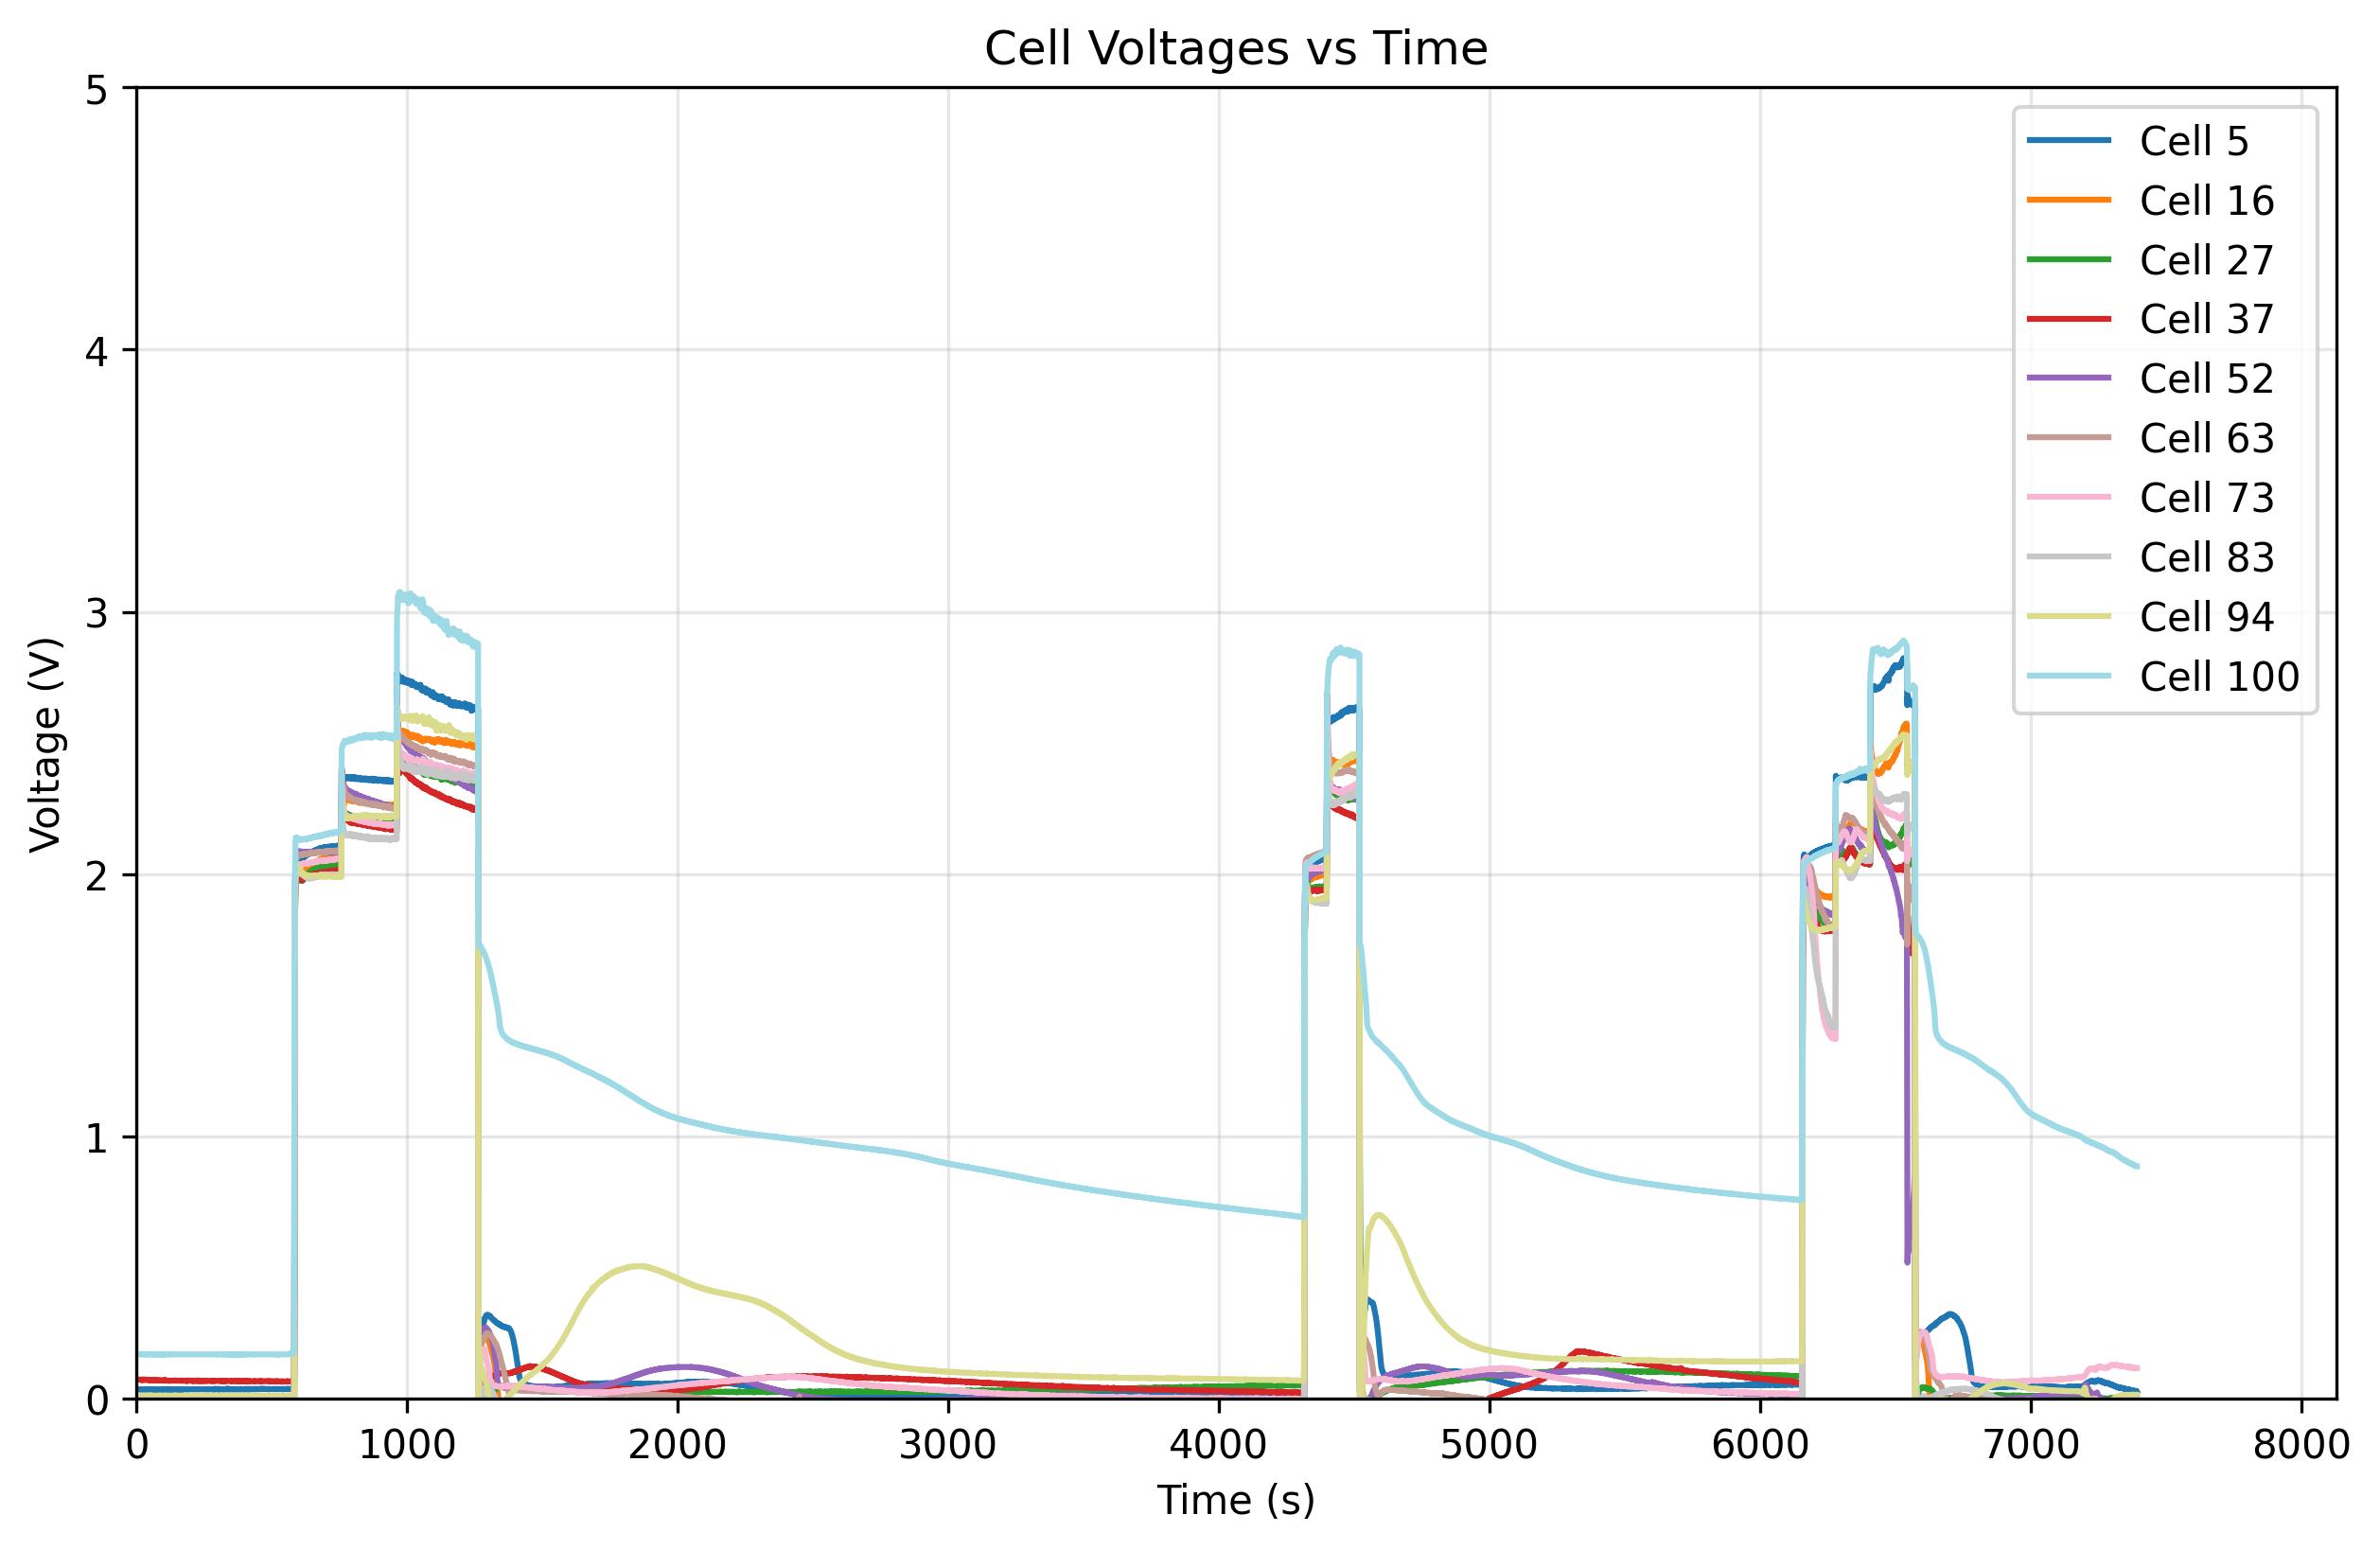 Cell Voltages vs Time
5
4
3
2
1
0
Voltage (V)
0 1000 2000 3000 4000 5000 6000 7000 8000
Time (s)
Cell 5
Cell 16
Cell 27
Cell 37
Cell 52
Cell 63
Cell 73
Cell 83
Cell 94
Cell 100